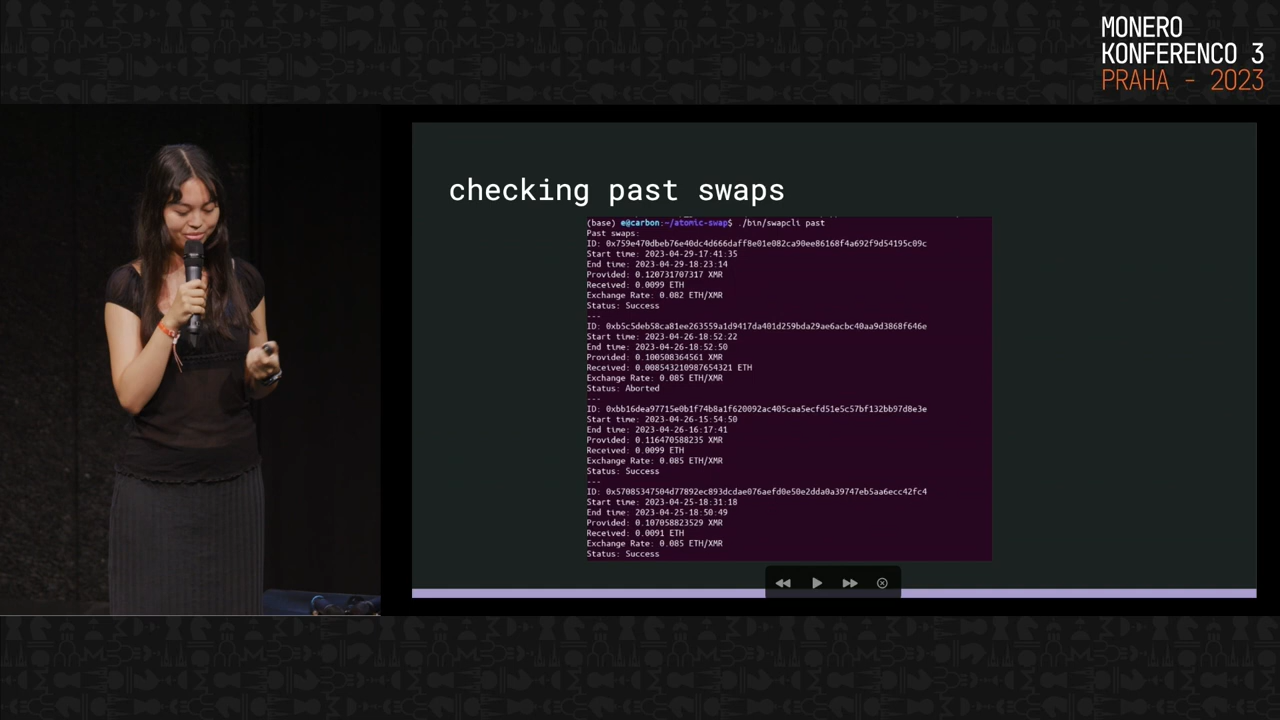 MONERO
KONFERENCO 3
PRAHA - 2023
checking past swaps
(base) e@carbon:~/atomic-swap$ ./bin/swapcli past
Past swaps:
ID: 0x759e470dbeb76e40dc4d666daff8e01e082ca90ee86168f4a692f9d54195c09c
Start time: 2023-04-29-17:41:35
End time: 2023-04-29-18:23:14
Provided: 0.120731707317 XMR
Received: 0.0099 ETH
Exchange Rate: 0.082 ETH/XMR
Status: Success
---
ID: 0xb5c5deb58ca81ee263559a1d9417da401d259bda29ae6acbc40aa9d3868f646e
Start time: 2023-04-26-18:52:22
End time: 2023-04-26-18:52:50
Provided: 0.100508364561 XMR
Received: 0.008543210987654321 ETH
Exchange Rate: 0.085 ETH/XMR
Status: Aborted
---
ID: 0xbb16dea97715e0b1f74b8a1f620092ac405caa5ecfd51e5c57bf132bb97d8e3e
Start time: 2023-04-26-15:54:50
End time: 2023-04-26-16:17:41
Provided: 0.116470588235 XMR
Received: 0.0099 ETH
Exchange Rate: 0.085 ETH/XMR
Status: Success
---
ID: 0x57085347504d77892ec893dcdae076aefd0e50e2dda0a39747eb5aa6ecc42fc4
Start time: 2023-04-25-18:31:18
End time: 2023-04-25-18:50:49
Provided: 0.107058823529 XMR
Received: 0.0091 ETH
Exchange Rate: 0.085 ETH/XMR
Status: Success